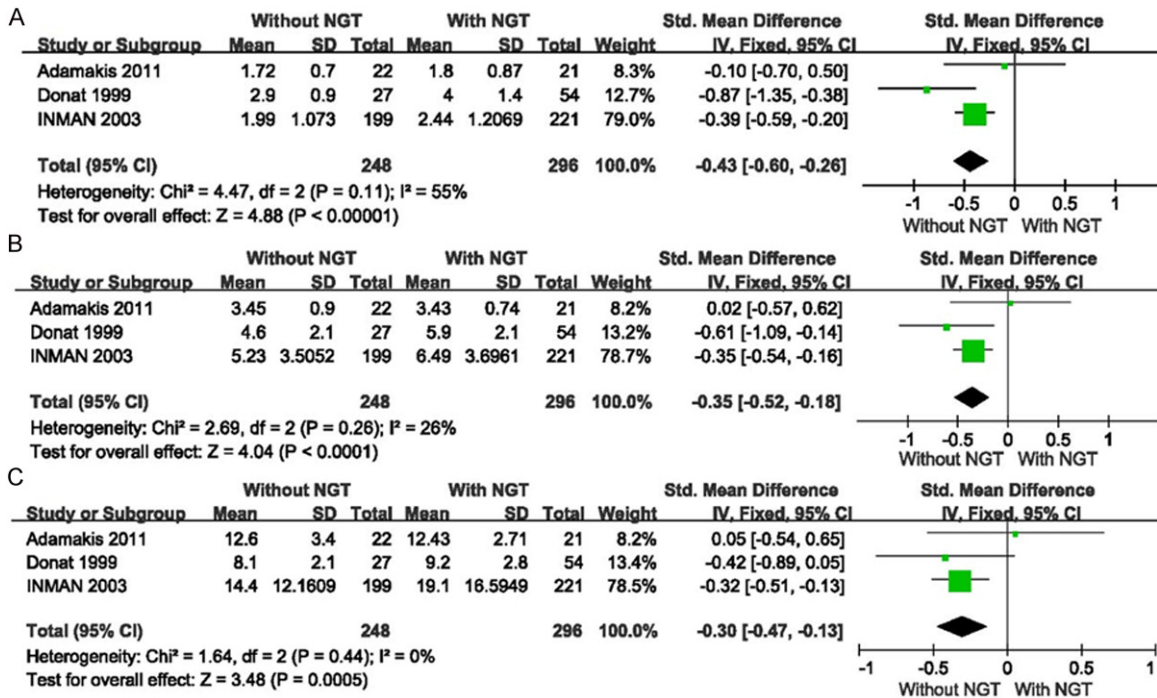 A
Without NGT With NGT Std. Mean Difference Std. Mean Difference
Study or Subgroup Mean SD Total Mean SD Total Weight IV, Fixed, 95% CI IV, Fixed, 95% CI
Adamakis 2011 1.72 0.7 22 1.8 0.87 21 8.3% -0.10 [-0.70, 0.50]
Donat 1999 2.9 0.9 27 4 1.4 54 12.7% -0.87 [-1.35, -0.38]
INMAN 2003 1.99 1.073 199 2.44 1.2069 221 79.0% -0.39 [-0.59, -0.20]
Total (95% CI) 248 296 100.0% -0.43 [-0.60, -0.26]
Heterogeneity: Chi² = 4.47, df = 2 (P = 0.11); I² = 55%
Test for overall effect: Z = 4.88 (P < 0.00001)
-1 -0.5 0 0.5 1
Without NGT With NGT
B
Without NGT With NGT Std. Mean Difference Std. Mean Difference
Study or Subgroup Mean SD Total Mean SD Total Weight IV, Fixed, 95% CI IV, Fixed, 95% CI
Adamakis 2011 3.45 0.9 22 3.43 0.74 21 8.2% 0.02 [-0.57, 0.62]
Donat 1999 4.6 2.1 27 5.9 2.1 54 13.2% -0.61 [-1.09, -0.14]
INMAN 2003 5.23 3.5052 199 6.49 3.6961 221 78.7% -0.35 [-0.54, -0.16]
Total (95% CI) 248 296 100.0% -0.35 [-0.52, -0.18]
Heterogeneity: Chi² = 2.69, df = 2 (P = 0.26); I² = 26%
Test for overall effect: Z = 4.04 (P < 0.0001)
-1 -0.5 0 0.5 1
Without NGT With NGT
C
Without NGT With NGT Std. Mean Difference Std. Mean Difference
Study or Subgroup Mean SD Total Mean SD Total Weight IV, Fixed, 95% CI IV, Fixed, 95% CI
Adamakis 2011 12.6 3.4 22 12.43 2.71 21 8.2% 0.05 [-0.54, 0.65]
Donat 1999 8.1 2.1 27 9.2 2.8 54 13.4% -0.42 [-0.89, 0.05]
INMAN 2003 14.4 12.1609 199 19.1 16.5949 221 78.5% -0.32 [-0.51, -0.13]
Total (95% CI) 248 296 100.0% -0.30 [-0.47, -0.13]
Heterogeneity: Chi² = 1.64, df = 2 (P = 0.44); I² = 0%
Test for overall effect: Z = 3.48 (P = 0.0005)
-1 -0.5 0 0.5 1
Without NGT With NGT